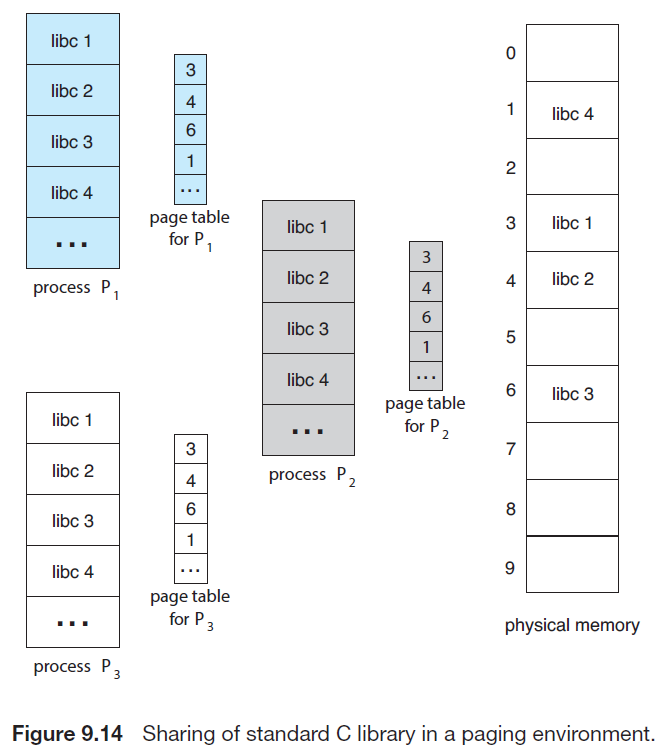 libc 1
libc 2
libc 3
libc 4
...
process P1
3
4
6
1
...
page table
for P1
libc 1
libc 2
libc 3
libc 4
...
process P2
3
4
6
1
...
page table
for P2
libc 1
libc 2
libc 3
libc 4
...
process P3
3
4
6
1
...
page table
for P3
0
1 libc 4
2
3 libc 1
4 libc 2
5
6 libc 3
7
8
9
physical memory
Figure 9.14 Sharing of standard C library in a paging environment.